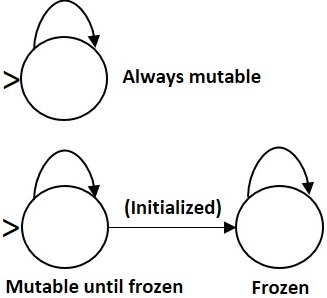 Always mutable
(Initialized)
Mutable until frozen
Frozen